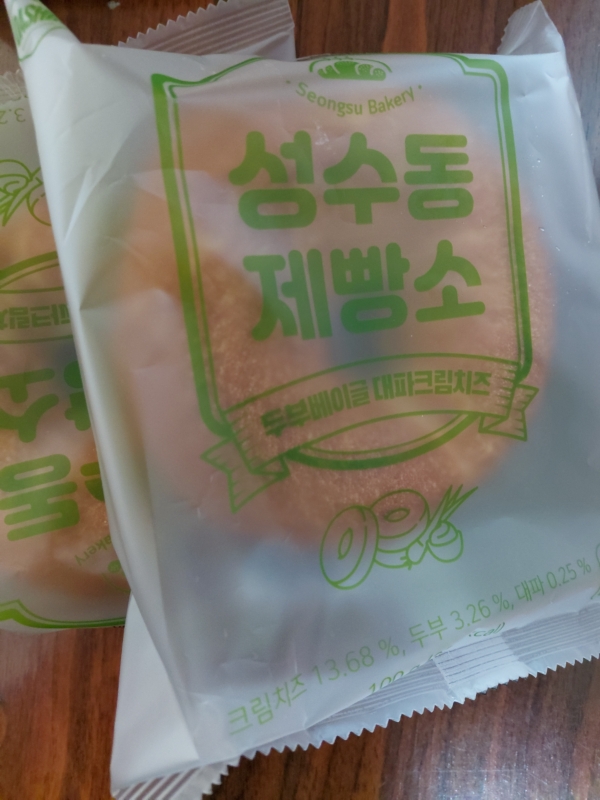 Seongsu Bakery
성수동
제빵소
두부베이글 대파크림치즈
크림치즈 13.68 %, 두부 3.26 %, 대파 0.25 %